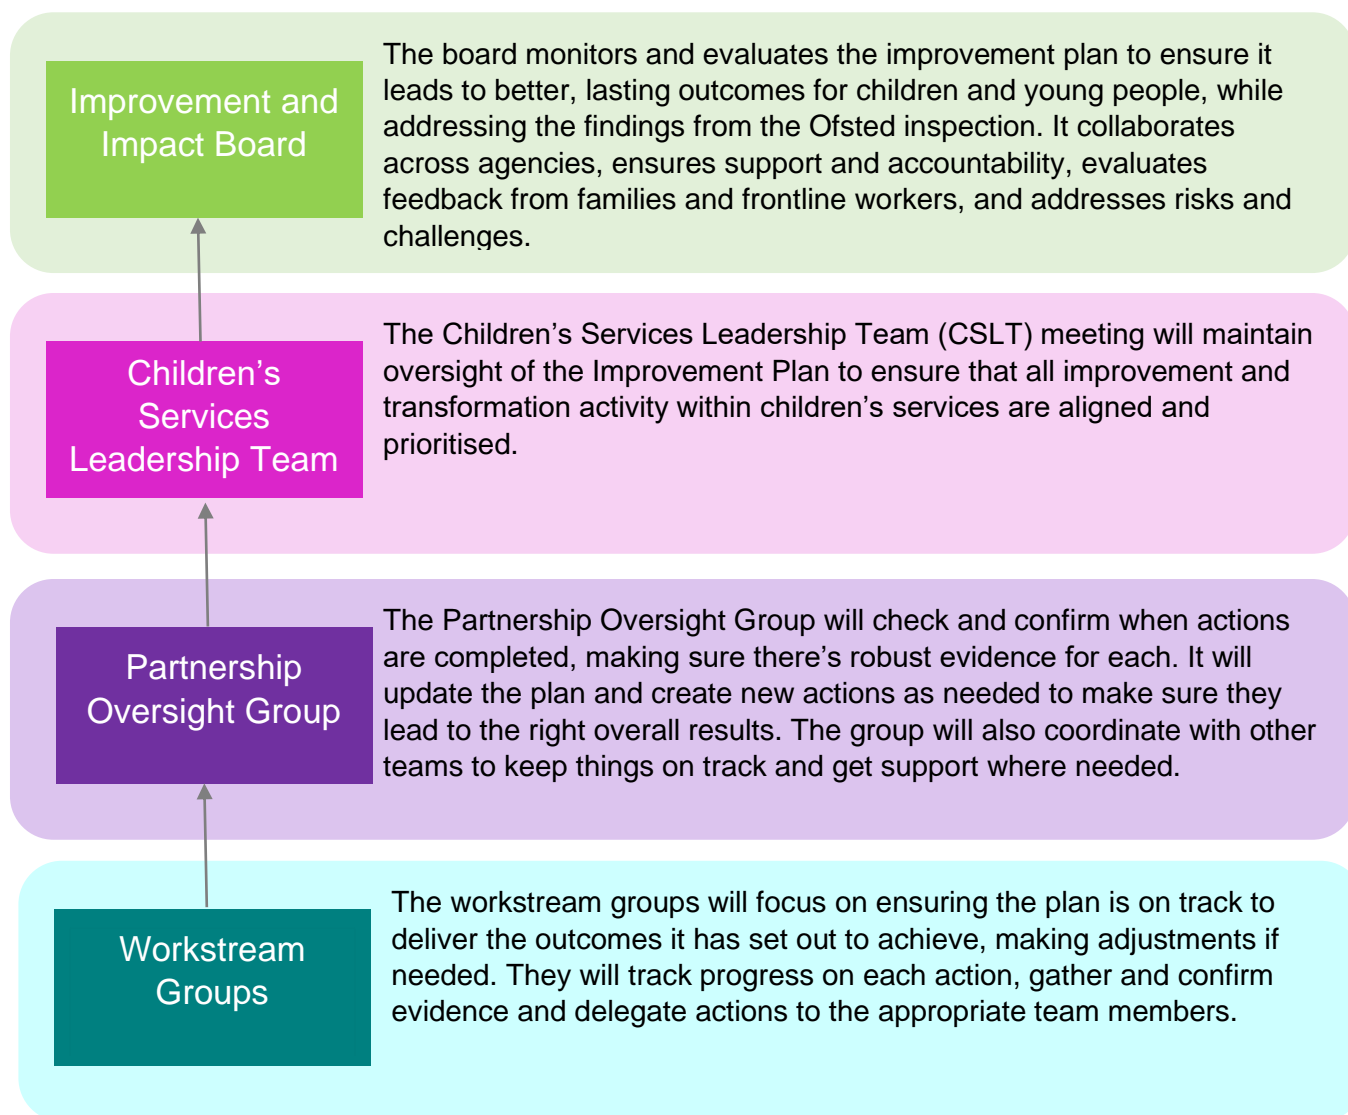 Improvement and
Impact Board
The board monitors and evaluates the improvement plan to ensure it
leads to better, lasting outcomes for children and young people, while
addressing the findings from the Ofsted inspection. It collaborates
across agencies, ensures support and accountability, evaluates
feedback from families and frontline workers, and addresses risks and
challenges.
Children’s
Services
Leadership Team
The Children’s Services Leadership Team (CSLT) meeting will maintain
oversight of the Improvement Plan to ensure that all improvement and
transformation activity within children’s services are aligned and
prioritised.
Partnership
Oversight Group
The Partnership Oversight Group will check and confirm when actions
are completed, making sure there’s robust evidence for each. It will
update the plan and create new actions as needed to make sure they
lead to the right overall results. The group will also coordinate with other
teams to keep things on track and get support where needed.
Workstream
Groups
The workstream groups will focus on ensuring the plan is on track to
deliver the outcomes it has set out to achieve, making adjustments if
needed. They will track progress on each action, gather and confirm
evidence and delegate actions to the appropriate team members.